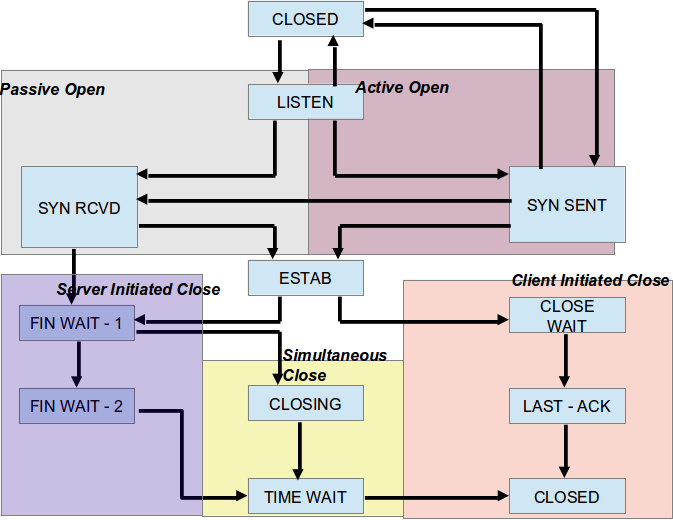 CLOSED
Passive Open
Active Open
LISTEN
SYN RCVD
SYN SENT
ESTAB
Server Initiated Close
Client Initiated Close
FIN WAIT - 1
CLOSE
WAIT
Simultaneous
Close
FIN WAIT - 2
CLOSING
LAST - ACK
TIME WAIT
CLOSED